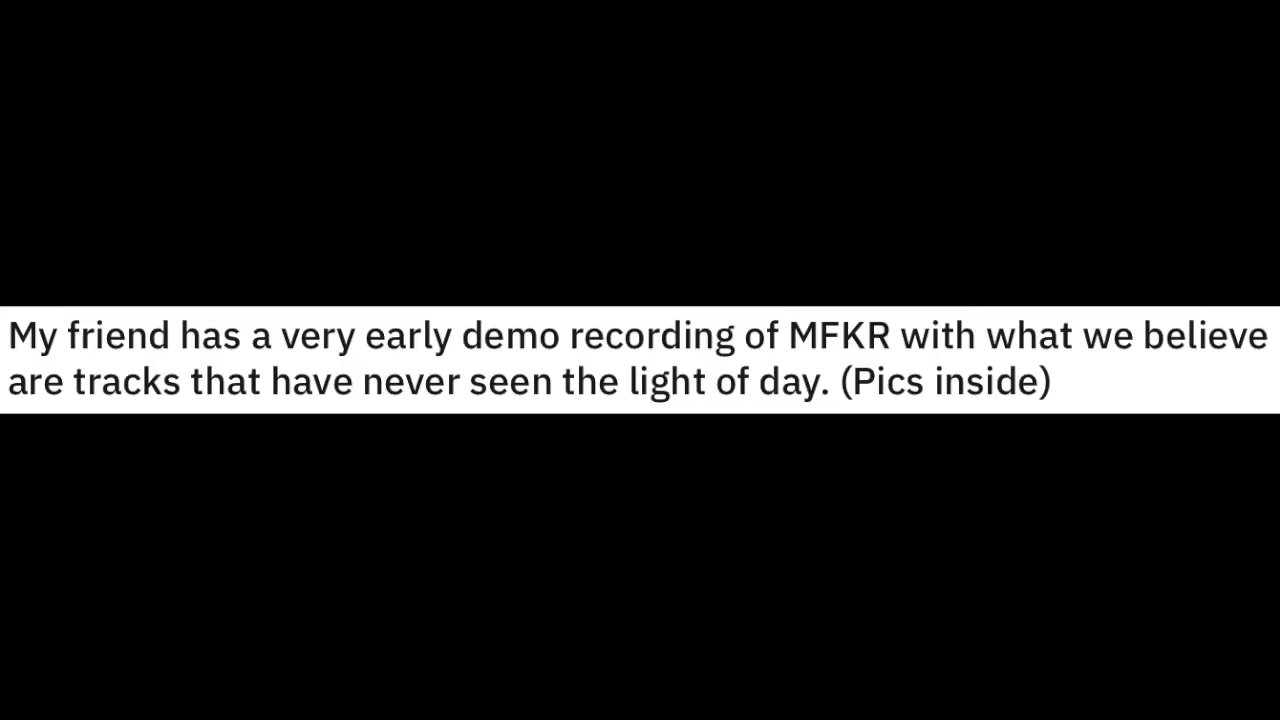 My friend has a very early demo recording of MFKR with what we believe
are tracks that have never seen the light of day. (Pics inside)